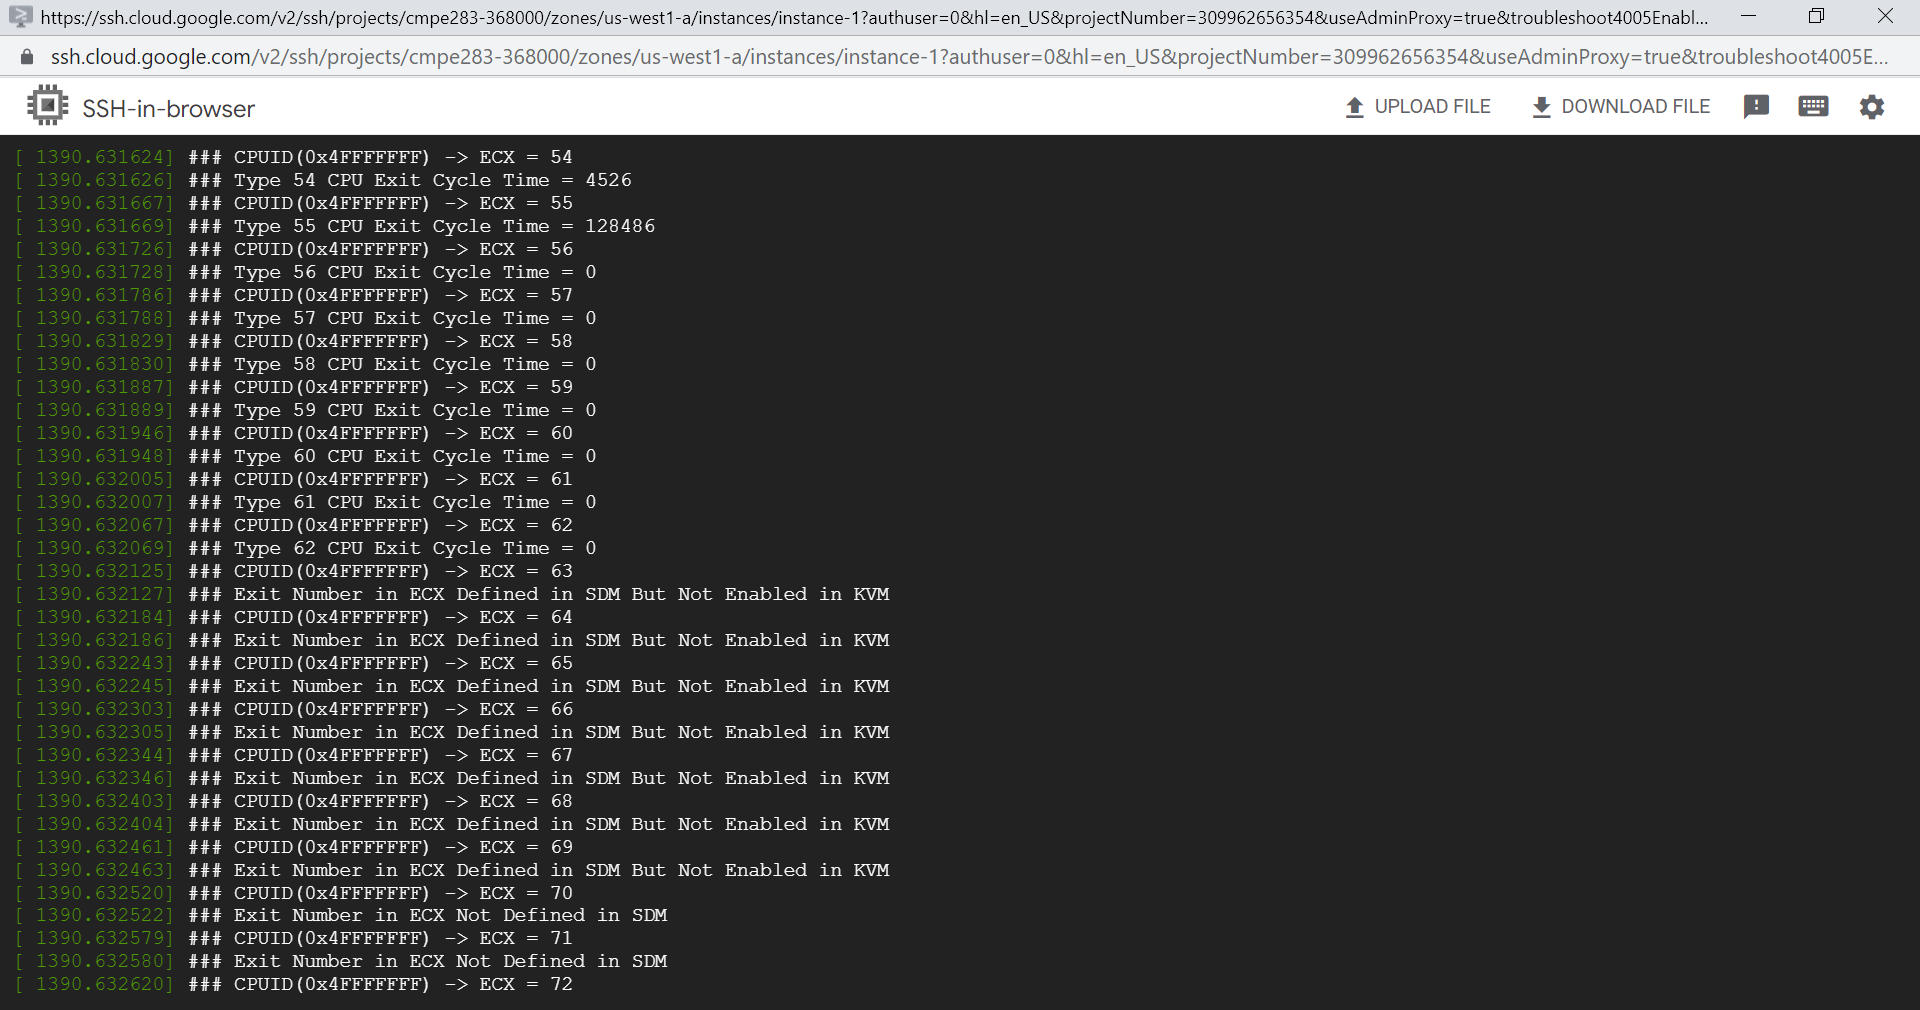 https://ssh.cloud.google.com/v2/ssh/projects/cmpe283-368000/zones/us-west1-a/instances/instance-1?authuser=0&hl=en_US&projectNumber=309962656354&useAdminProxy=true&troubleshoot4005Enabl...
ssh.cloud.google.com/v2/ssh/projects/cmpe283-368000/zones/us-west1-a/instances/instance-1?authuser=0&hl=en_US&projectNumber=309962656354&useAdminProxy=true&troubleshoot4005E...
SSH-in-browser UPLOAD FILE DOWNLOAD FILE
[ 1390.631624] ### CPUID(0x4FFFFFFF) -> ECX = 54
[ 1390.631626] ### Type 54 CPU Exit Cycle Time = 4526
[ 1390.631667] ### CPUID(0x4FFFFFFF) -> ECX = 55
[ 1390.631669] ### Type 55 CPU Exit Cycle Time = 128486
[ 1390.631726] ### CPUID(0x4FFFFFFF) -> ECX = 56
[ 1390.631728] ### Type 56 CPU Exit Cycle Time = 0
[ 1390.631786] ### CPUID(0x4FFFFFFF) -> ECX = 57
[ 1390.631788] ### Type 57 CPU Exit Cycle Time = 0
[ 1390.631829] ### CPUID(0x4FFFFFFF) -> ECX = 58
[ 1390.631830] ### Type 58 CPU Exit Cycle Time = 0
[ 1390.631887] ### CPUID(0x4FFFFFFF) -> ECX = 59
[ 1390.631889] ### Type 59 CPU Exit Cycle Time = 0
[ 1390.631946] ### CPUID(0x4FFFFFFF) -> ECX = 60
[ 1390.631948] ### Type 60 CPU Exit Cycle Time = 0
[ 1390.632005] ### CPUID(0x4FFFFFFF) -> ECX = 61
[ 1390.632007] ### Type 61 CPU Exit Cycle Time = 0
[ 1390.632067] ### CPUID(0x4FFFFFFF) -> ECX = 62
[ 1390.632069] ### Type 62 CPU Exit Cycle Time = 0
[ 1390.632125] ### CPUID(0x4FFFFFFF) -> ECX = 63
[ 1390.632127] ### Exit Number in ECX Defined in SDM But Not Enabled in KVM
[ 1390.632184] ### CPUID(0x4FFFFFFF) -> ECX = 64
[ 1390.632186] ### Exit Number in ECX Defined in SDM But Not Enabled in KVM
[ 1390.632243] ### CPUID(0x4FFFFFFF) -> ECX = 65
[ 1390.632245] ### Exit Number in ECX Defined in SDM But Not Enabled in KVM
[ 1390.632303] ### CPUID(0x4FFFFFFF) -> ECX = 66
[ 1390.632305] ### Exit Number in ECX Defined in SDM But Not Enabled in KVM
[ 1390.632344] ### CPUID(0x4FFFFFFF) -> ECX = 67
[ 1390.632346] ### Exit Number in ECX Defined in SDM But Not Enabled in KVM
[ 1390.632403] ### CPUID(0x4FFFFFFF) -> ECX = 68
[ 1390.632404] ### Exit Number in ECX Defined in SDM But Not Enabled in KVM
[ 1390.632461] ### CPUID(0x4FFFFFFF) -> ECX = 69
[ 1390.632463] ### Exit Number in ECX Defined in SDM But Not Enabled in KVM
[ 1390.632520] ### CPUID(0x4FFFFFFF) -> ECX = 70
[ 1390.632522] ### Exit Number in ECX Not Defined in SDM
[ 1390.632579] ### CPUID(0x4FFFFFFF) -> ECX = 71
[ 1390.632580] ### Exit Number in ECX Not Defined in SDM
[ 1390.632620] ### CPUID(0x4FFFFFFF) -> ECX = 72